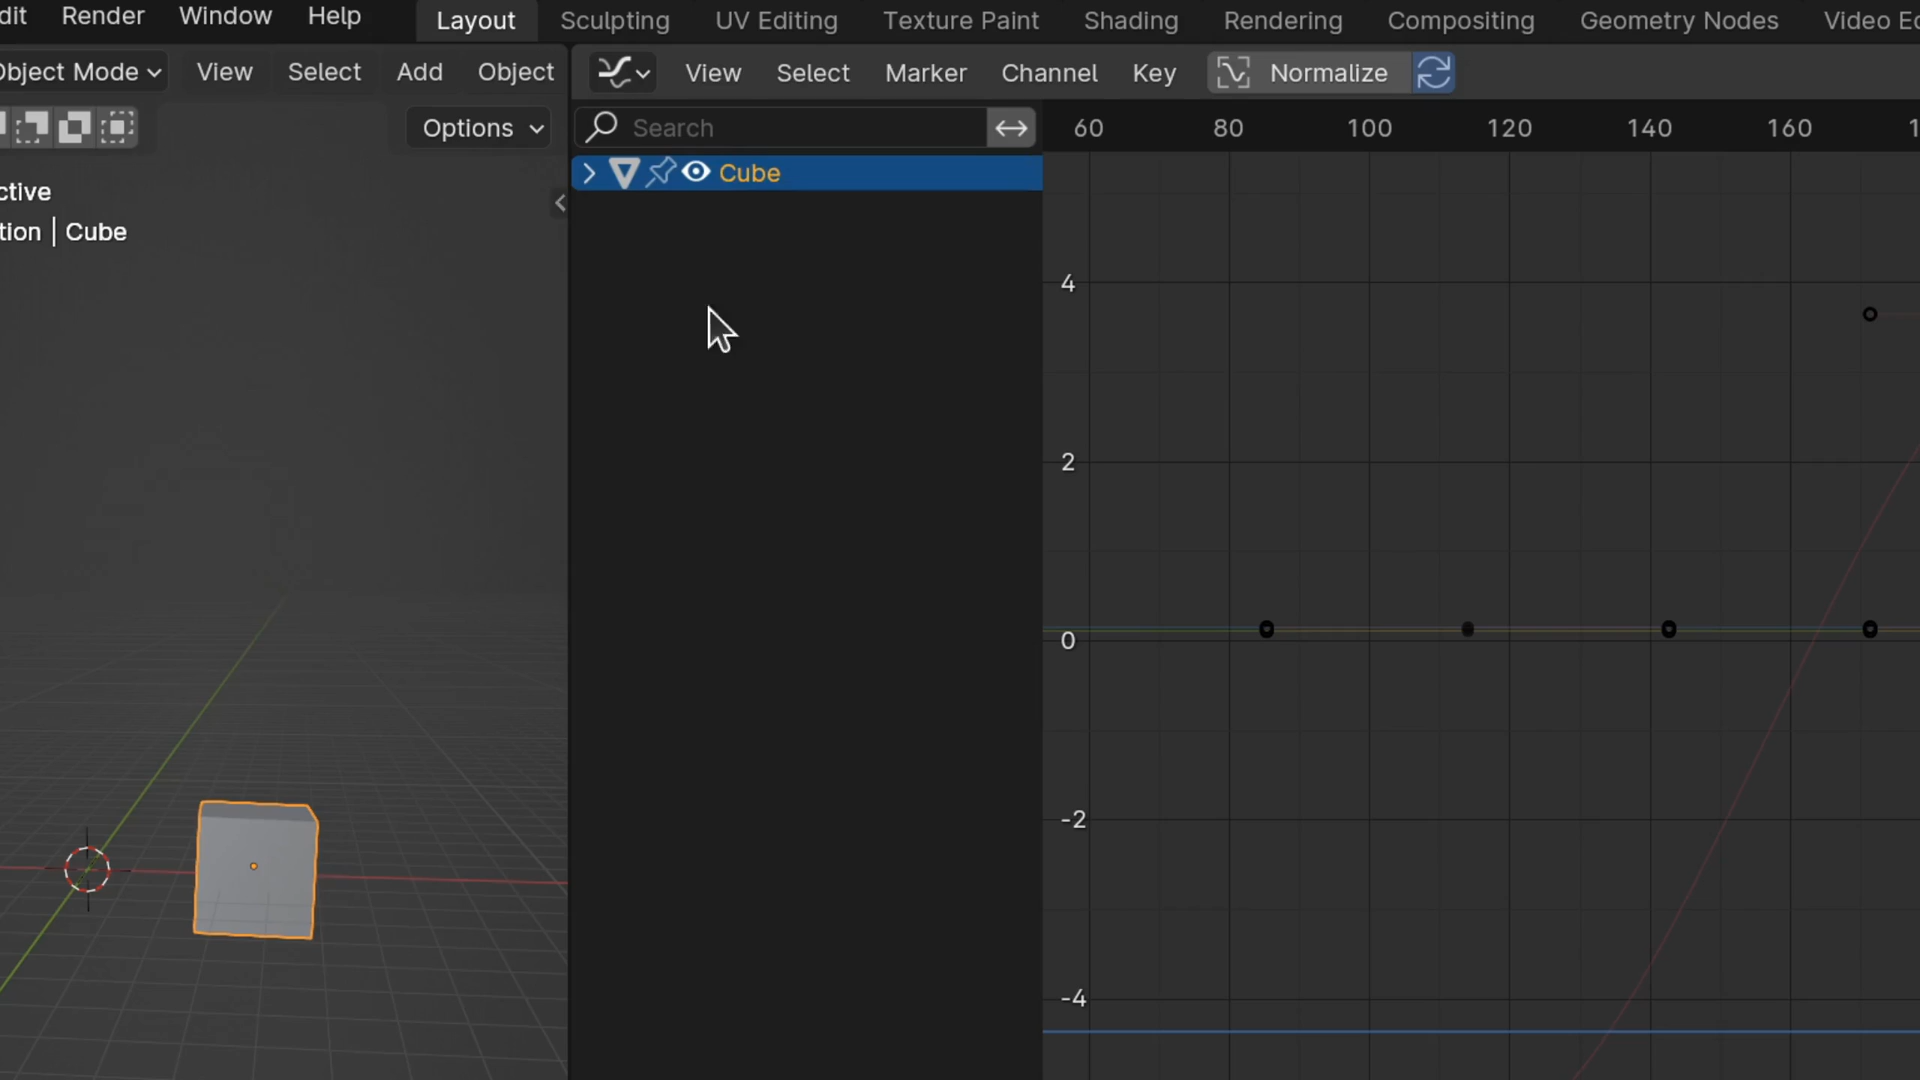 dit Render Window Help Layout Sculpting UV Editing Texture Paint Shading Rendering Compositing Geometry Nodes Video Ed
Object Mode View Select Add Object View Select Marker Channel Key Normalize
Options Search 60 80 100 120 140 160 1
Cube
ctive
tion | Cube
4
2
0
-2
-4